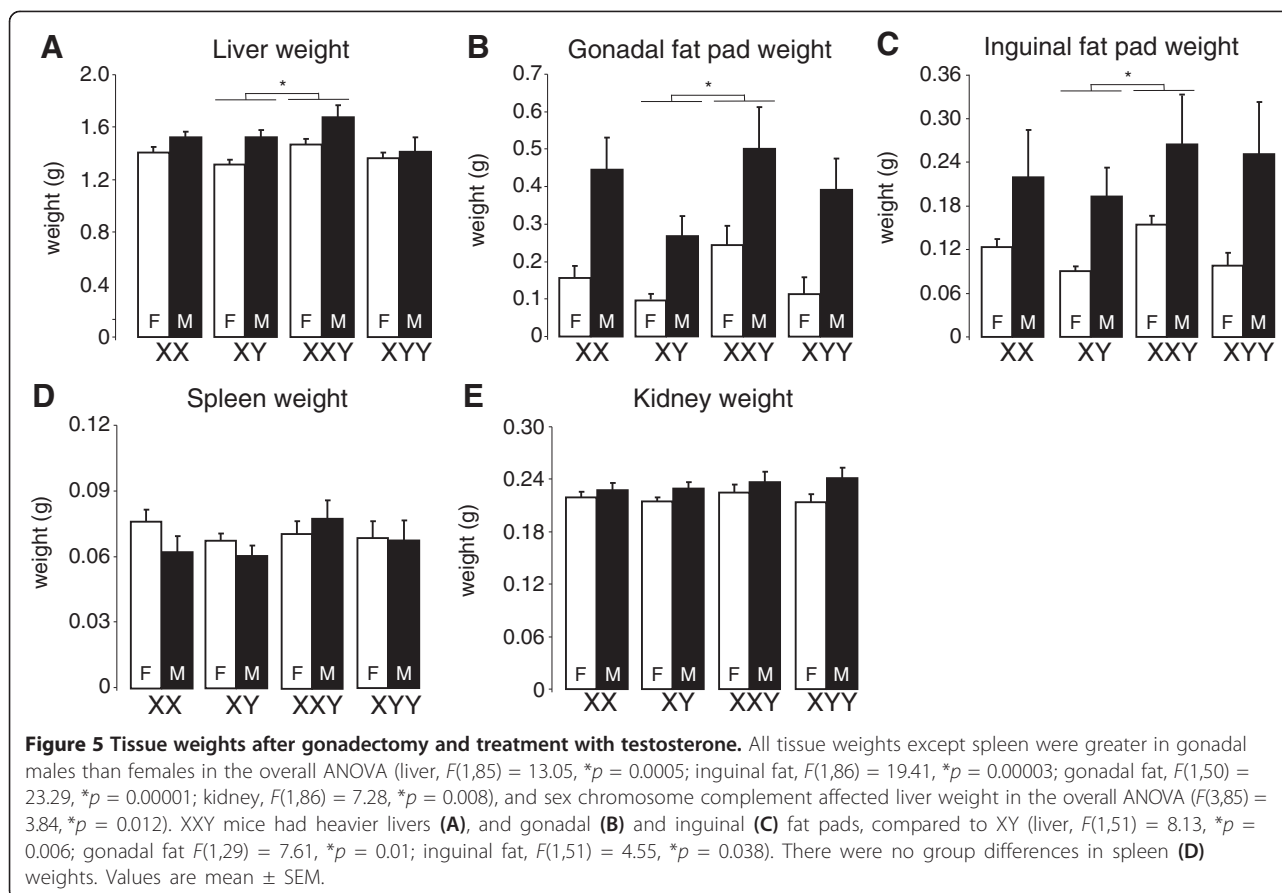 A
Liver weight
2.0
1.6
1.2
0.8
0.4
0
weight (g)
*
F M F M F M F M
XX XY XXY XYY
B
Gonadal fat pad weight
0.7
0.6
0.5
0.4
0.3
0.2
0.1
0
weight (g)
*
F M F M F M F M
XX XY XXY XYY
C
Inguinal fat pad weight
0.36
0.30
0.24
0.18
0.12
0.06
0
weight (g)
*
F M F M F M F M
XX XY XXY XYY
D
Spleen weight
0.12
0.09
0.06
0.03
0
weight (g)
F M F M F M F M
XX XY XXY XYY
E
Kidney weight
0.30
0.24
0.18
0.12
0.06
0
weight (g)
F M F M F M F M
XX XY XXY XYY
Figure 5 Tissue weights after gonadectomy and treatment with testosterone. All tissue weights except spleen were greater in gonadal
males than females in the overall ANOVA (liver, F(1,85) = 13.05, *p = 0.0005; inguinal fat, F(1,86) = 19.41, *p = 0.00003; gonadal fat, F(1,50) =
23.29, *p = 0.00001; kidney, F(1,86) = 7.28, *p = 0.008), and sex chromosome complement affected liver weight in the overall ANOVA (F(3,85) =
3.84, *p = 0.012). XXY mice had heavier livers (A), and gonadal (B) and inguinal (C) fat pads, compared to XY (liver, F(1,51) = 8.13, *p =
0.006; gonadal fat F(1,29) = 7.61, *p = 0.01; inguinal fat, F(1,51) = 4.55, *p = 0.038). There were no group differences in spleen (D)
weights. Values are mean ± SEM.